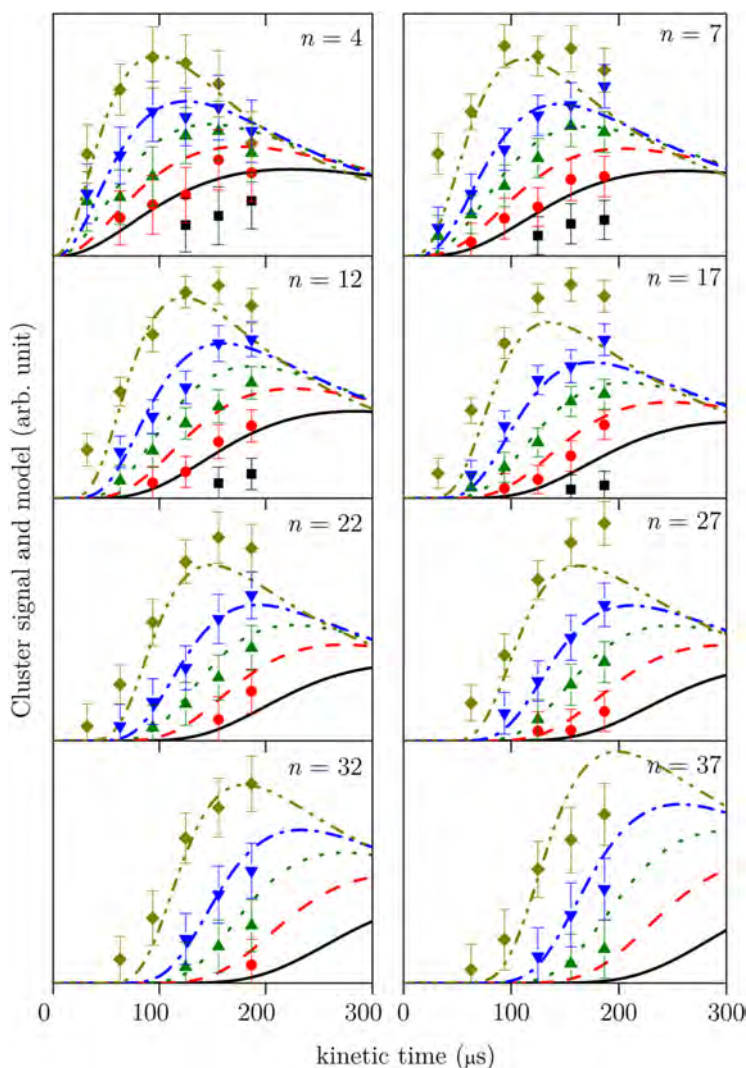 n = 4
n = 7
n = 12
n = 17
n = 22
n = 27
n = 32
n = 37
Cluster signal and model (arb. unit)
0 100 200 300 0 100 200 300
kinetic time (μs)